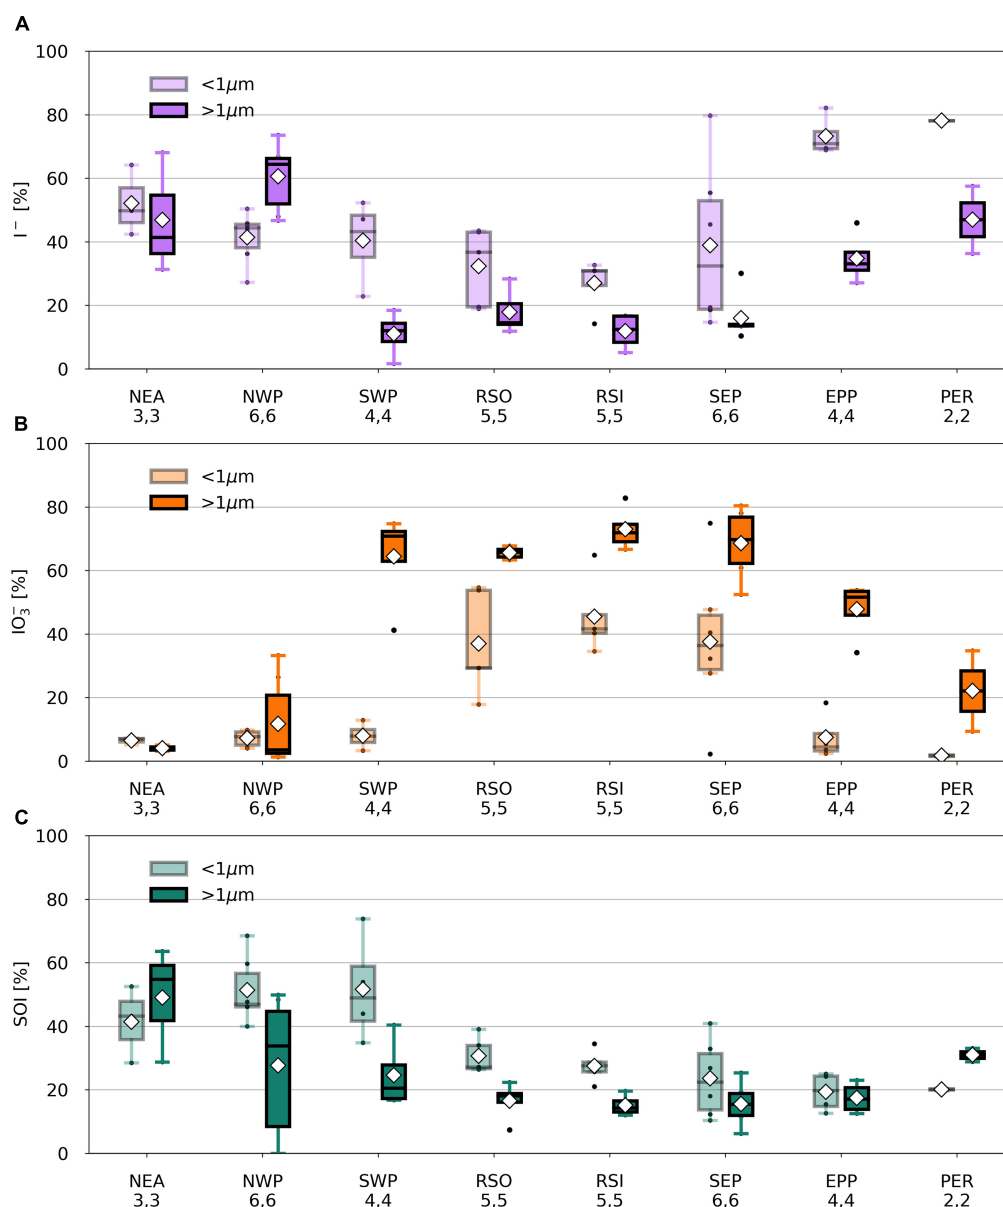 A
I⁻ [%]
100
80
60
40
20
0
<1μm
>1μm
NEA NWP SWP RSO RSI SEP EPP PER
3,3 6,6 4,4 5,5 5,5 6,6 4,4 2,2
B
IO₃⁻ [%]
100
80
60
40
20
0
<1μm
>1μm
NEA NWP SWP RSO RSI SEP EPP PER
3,3 6,6 4,4 5,5 5,5 6,6 4,4 2,2
C
SOI [%]
100
80
60
40
20
0
<1μm
>1μm
NEA NWP SWP RSO RSI SEP EPP PER
3,3 6,6 4,4 5,5 5,5 6,6 4,4 2,2